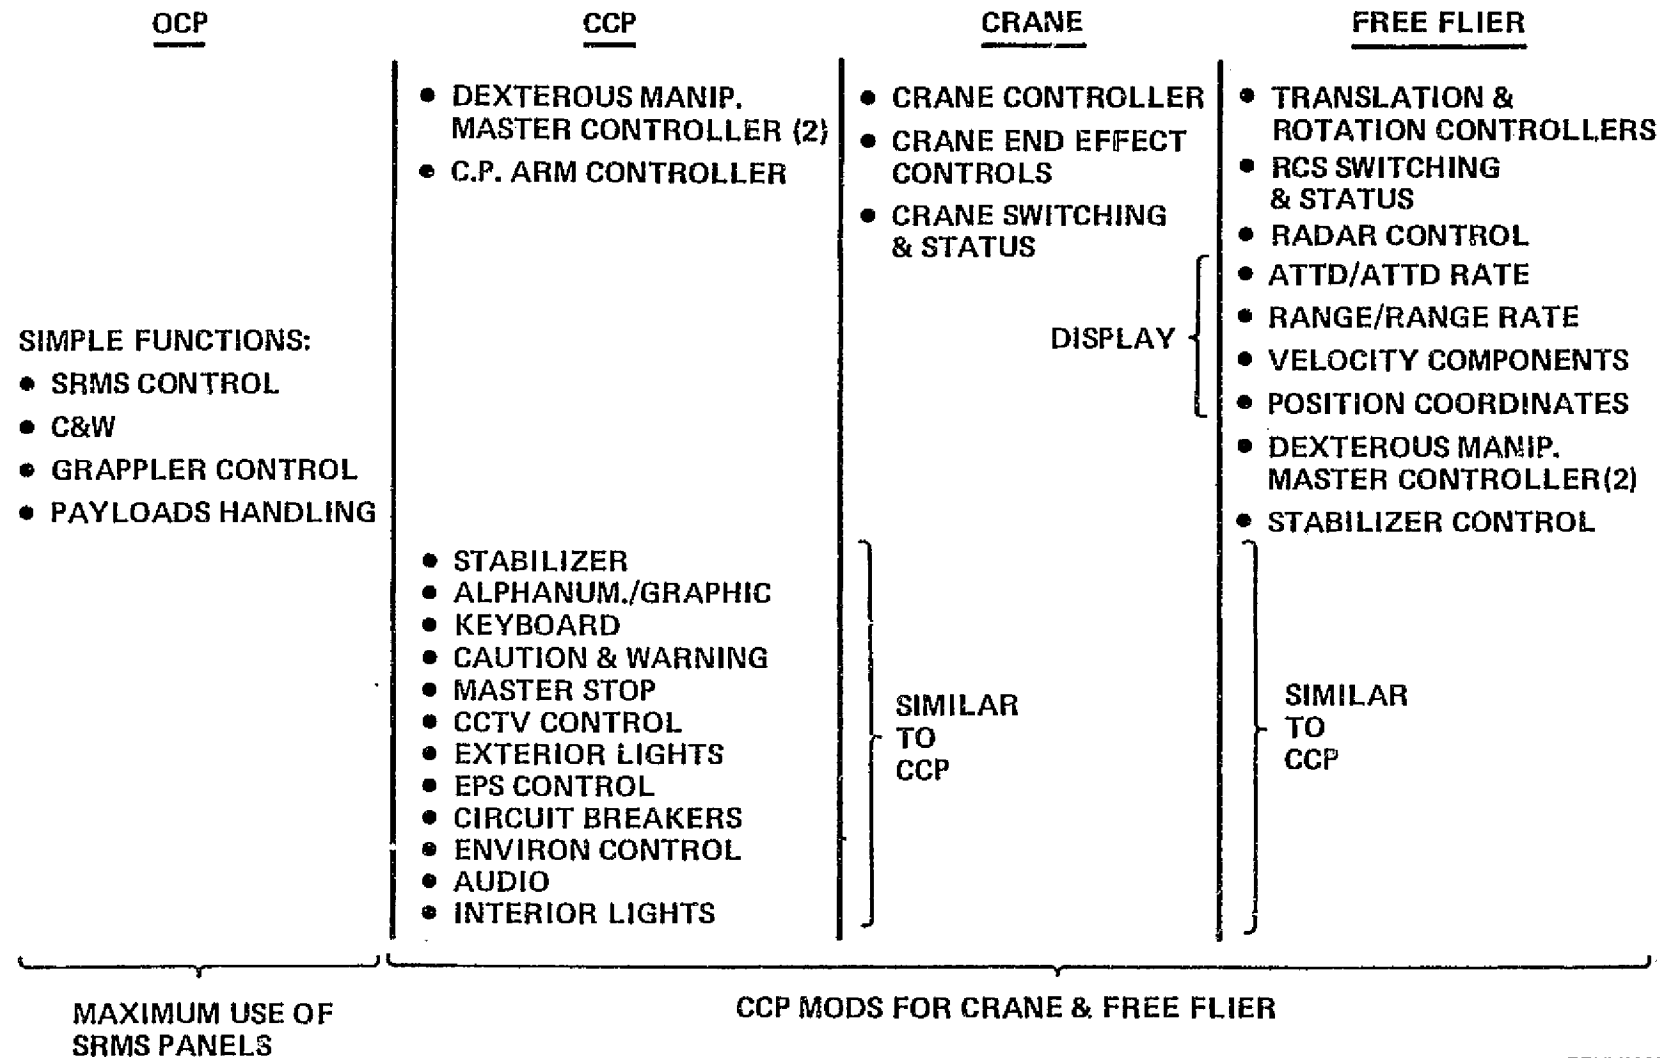 OCP
CCP
CRANE
FREE FLIER
SIMPLE FUNCTIONS:
• SRMS CONTROL
• C&W
• GRAPPLER CONTROL
• PAYLOADS HANDLING
• DEXTEROUS MANIP.
MASTER CONTROLLER (2)
• C.P. ARM CONTROLLER
• STABILIZER
• ALPHANUM./GRAPHIC
• KEYBOARD
• CAUTION & WARNING
• MASTER STOP
• CCTV CONTROL
• EXTERIOR LIGHTS
• EPS CONTROL
• CIRCUIT BREAKERS
• ENVIRON CONTROL
• AUDIO
• INTERIOR LIGHTS
• CRANE CONTROLLER
• CRANE END EFFECT
CONTROLS
• CRANE SWITCHING
& STATUS
DISPLAY
SIMILAR
TO
CCP
• TRANSLATION &
ROTATION CONTROLLERS
• RCS SWITCHING
& STATUS
• RADAR CONTROL
• ATTD/ATTD RATE
• RANGE/RANGE RATE
• VELOCITY COMPONENTS
• POSITION COORDINATES
• DEXTEROUS MANIP.
MASTER CONTROLLER(2)
• STABILIZER CONTROL
SIMILAR
TO
CCP
MAXIMUM USE OF
SRMS PANELS
CCP MODS FOR CRANE & FREE FLIER